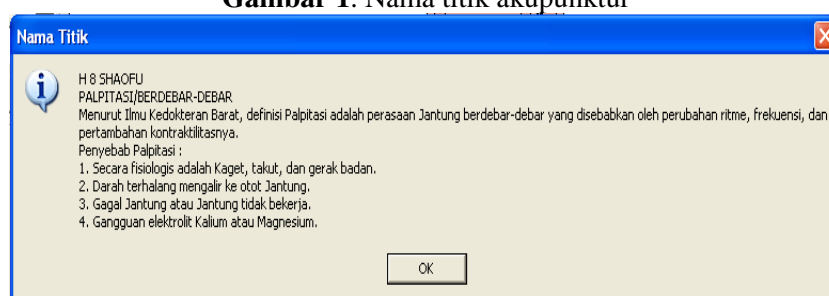 Gambar 1. Nama titik akupunktur
Nama Titik
H 8 SHAOFU
PALPITASI/BERDEBAR-DEBAR
Menurut Ilmu Kedokteran Barat, definisi Palpitasi adalah perasaan Jantung berdebar-debar yang disebabkan oleh perubahan ritme, frekuensi, dan
pertambahan kontraktilitasnya.
Penyebab Palpitasi :
1. Secara fisiologis adalah Kaget, takut, dan gerak badan.
2. Darah terhalang mengalir ke otot Jantung.
3. Gagal Jantung atau Jantung tidak bekerja.
4. Gangguan elektrolit Kalium atau Magnesium.
OK